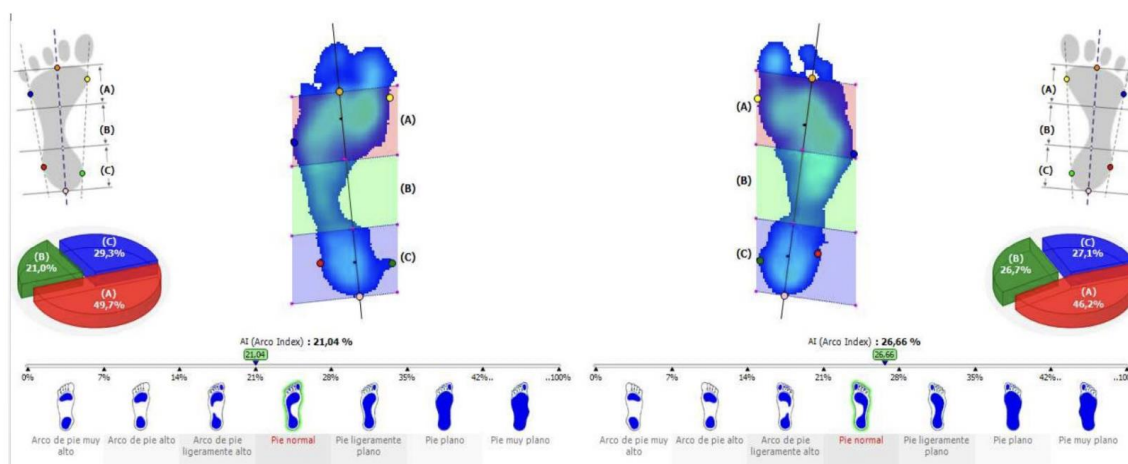 (A)
(B)
(C)
(A)
(B)
(C)
(C)
29,3%
(B)
21,0%
(A)
49,7%
AI (Arco Index) : 21,04 %
21,04
0% 7% 14% 21% 28% 35% 42%.. ..100%
Arco de pie muy alto
Arco de pie alto
Arco de pie ligeramente alto
Pie normal
Pie ligeramente plano
Pie plano
Pie muy plano
(A)
(B)
(C)
(A)
(B)
(C)
(C)
27,1%
(B)
26,7%
(A)
46,2%
AI (Arco Index) : 26,66 %
26,66
0% 7% 14% 21% 28% 35% 42%.. ..100%
Arco de pie muy alto
Arco de pie alto
Arco de pie ligeramente alto
Pie normal
Pie ligeramente plano
Pie plano
Pie muy plano